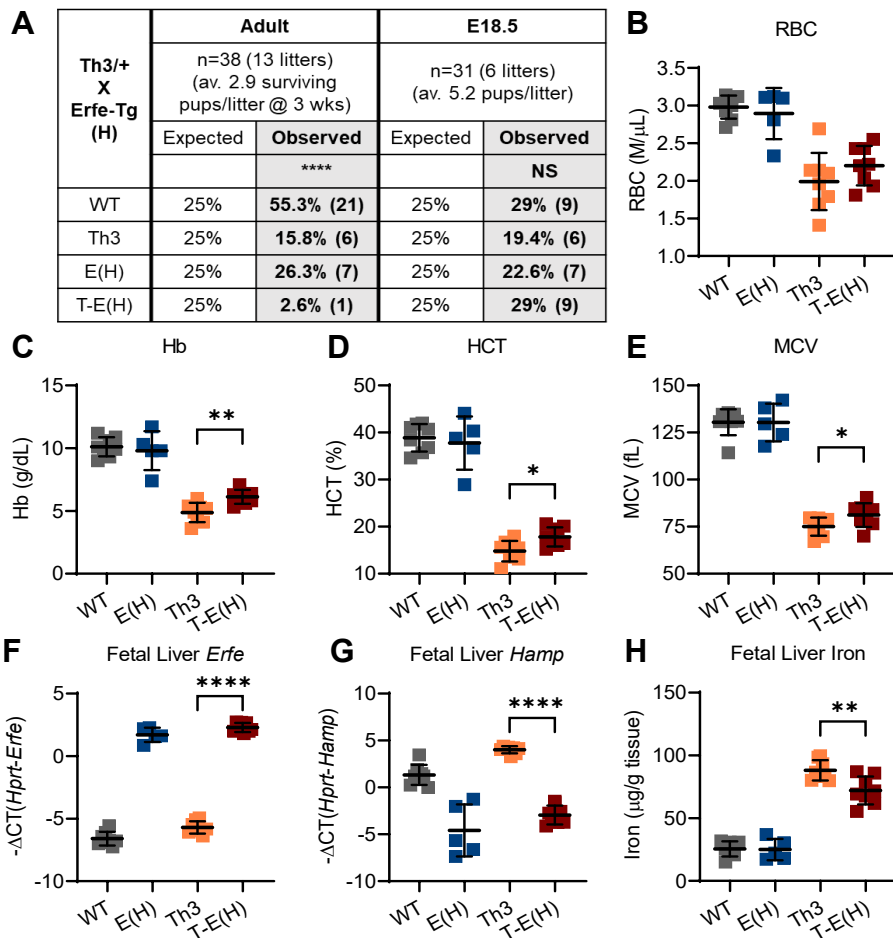 A
Th3/+
X
Erfe-Tg
(H)
Adult
E18.5
n=38 (13 litters)
(av. 2.9 surviving
pups/litter @ 3 wks)
n=31 (6 litters)
(av. 5.2 pups/litter)
Expected Observed Expected Observed
**** NS
WT 25% 55.3% (21) 25% 29% (9)
Th3 25% 15.8% (6) 25% 19.4% (6)
E(H) 25% 26.3% (7) 25% 22.6% (7)
T-E(H) 25% 2.6% (1) 25% 29% (9)
B
RBC
RBC (M/μL)
3.5
3.0
2.5
2.0
1.5
1.0
WT E(H) Th3 T-E(H)
C
Hb
Hb (g/dL)
15
10
5
0
**
WT E(H) Th3 T-E(H)
D
HCT
HCT (%)
50
40
30
20
10
*
WT E(H) Th3 T-E(H)
E
MCV
MCV (fL)
150
125
100
75
50
*
WT E(H) Th3 T-E(H)
F
Fetal Liver Erfe
-ΔCT(Hprt-Erfe)
5
0
-5
-10
****
WT E(H) Th3 T-E(H)
G
Fetal Liver Hamp
-ΔCT(Hprt-Hamp)
10
5
0
-5
-10
****
WT E(H) Th3 T-E(H)
H
Fetal Liver Iron
Iron (μg/g tissue)
150
100
50
0
**
WT E(H) Th3 T-E(H)